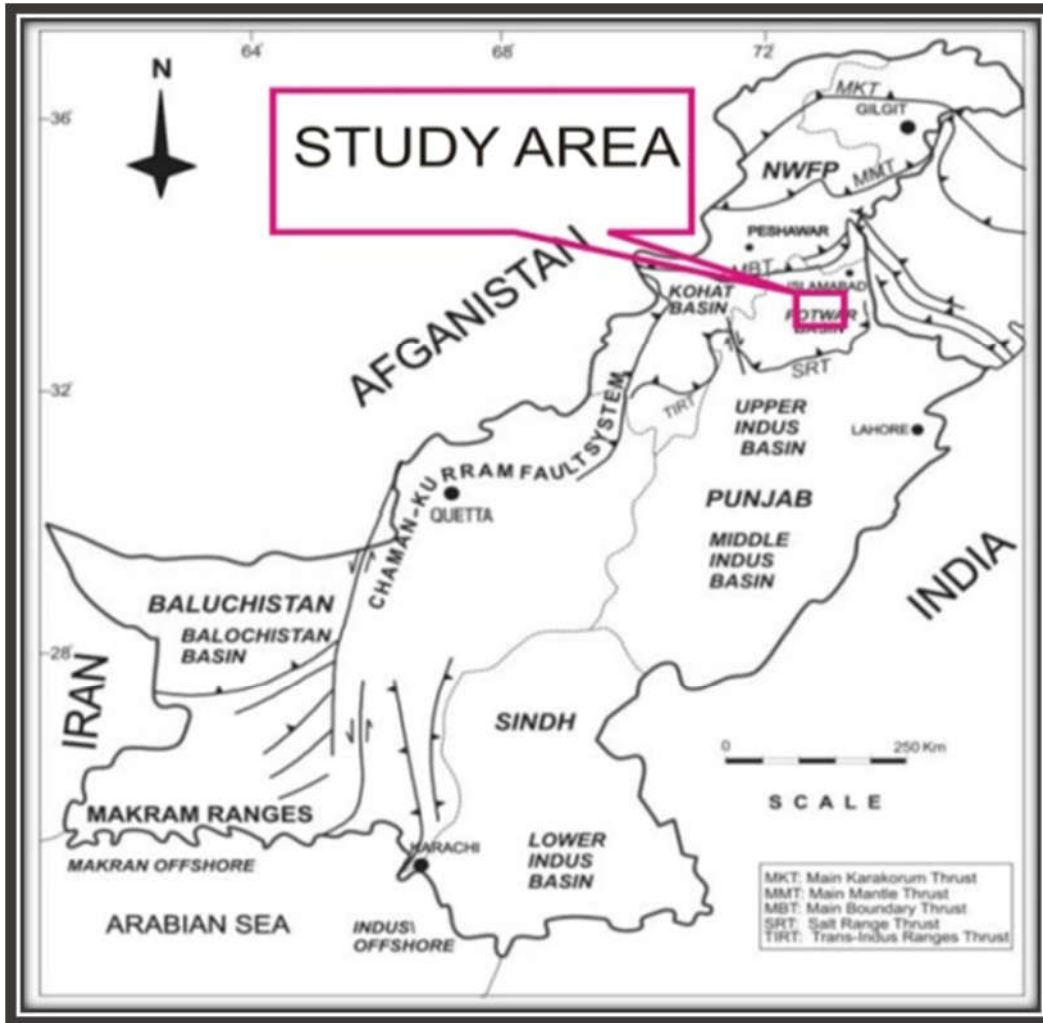 64°
68°
72°
N
36°
MKT
GILGIT
STUDY AREA
NWFP
MMT
PESHAWAR
MBT
ISLAMABAD
KOHAT
BASIN
POTWAR
BASIN
AFGANISTAN
32°
SRT
TIRT
UPPER
INDUS
BASIN
LAHORE
CHAMAN-KURRAM FAULT SYSTEM
QUETTA
PUNJAB
MIDDLE
INDUS
BASIN
INDIA
BALUCHISTAN
BALOCHISTAN
BASIN
28°
IRAN
SINDH
0 250 Km
SCALE
MAKRAM RANGES
MAKRAN OFFSHORE
KARACHI
LOWER
INDUS
BASIN
ARABIAN SEA
INDUS\
OFFSHORE
MKT: Main Karakorum Thrust
MMT: Main Mantle Thrust
MBT: Main Boundary Thrust
SRT: Salt Range Thrust
TIRT: Trans-Indus Ranges Thrust